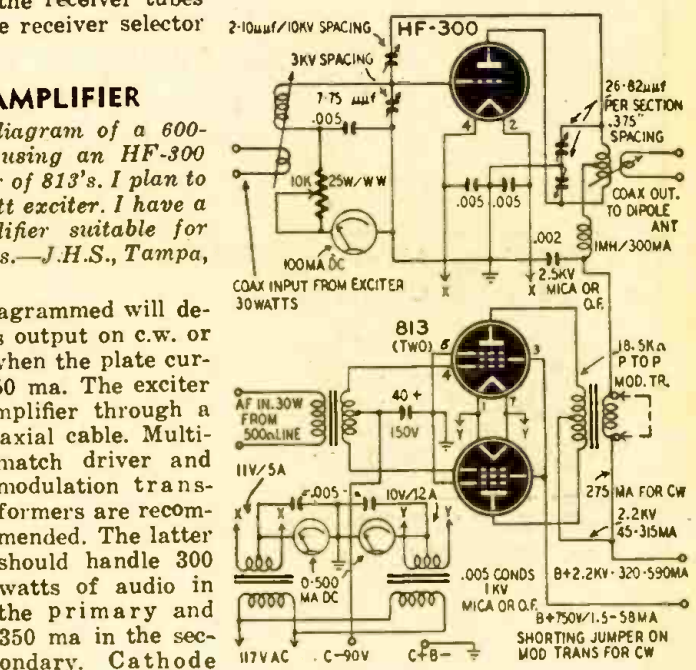 the receiver tubes
e receiver selector
AMPLIFIER
diagram of a 600-
using an HF-300
r of 813's. I plan to
tt exciter. I have a
lifier suitable for
s.—J.H.S., Tampa,
agrammed will de-
s output on c.w. or
when the plate cur-
50 ma. The exciter
mplifier through a
axial cable. Multi-
match driver and
modulation trans-
formers are recom-
mended. The latter
should handle 300
watts of audio in
the primary and
350 ma in the sec-
ondary. Cathode
2-10μμf/10KV SPACING
HF-300
3KV SPACING
7-75 μμf
.005
26-82μμf
PER SECTION
.375"
SPACING
4
2
10K
25W/WW
.005
.005
COAX OUT.
TO DIPOLE
ANT
.002
1MH/300MA
100MA DC
X
X
2.5KV
MICA OR
O.F.
COAX INPUT FROM EXCITER
30WATTS
813
(TWO)
5
3
4
18.5KΩ
P TO P
MOD. TR.
AF IN.30W
FROM
500ΩLINE
40 +
150V
1
7
Y
Y
11V/5A
.005
10V/12A
X
X
Y
Y
275 MA FOR CW
2.2KV
45-315MA
0-500
MA DC
.005 CONDS
1KV
MICA OR O.F.
B+2.2KV-320-590MA
B+750V/1.5-58MA
117VAC
C-90V
C+B-
SHORTING JUMPER ON
MOD TRANS FOR CW